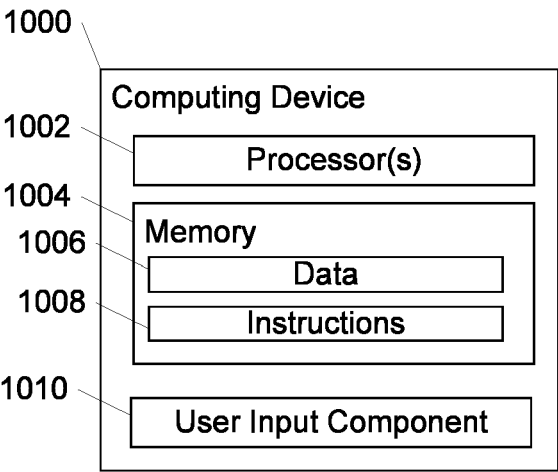 1000
Computing Device
1002
Processor(s)
1004
Memory
1006
Data
1008
Instructions
1010
User Input Component